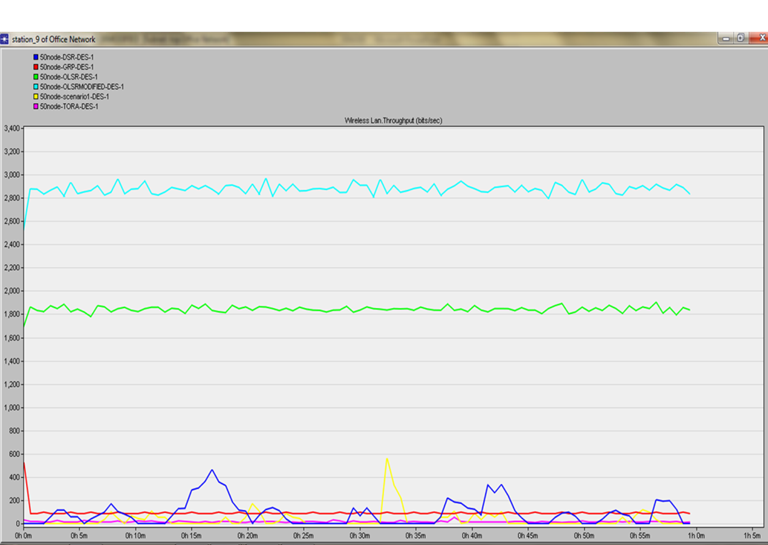 station_9 of Office Network
50node-DSR-DES-1
50node-GRP-DES-1
50node-OLSR-DES-1
50node-OLSRMODIFIED-DES-1
50node-scenario1-DES-1
50node-TORA-DES-1
Wireless Lan.Throughput (bits/sec)
3,400
3,200
3,000
2,800
2,600
2,400
2,200
2,000
1,800
1,600
1,400
1,200
1,000
800
600
400
200
0
0h 0m 0h 5m 0h 10m 0h 15m 0h 20m 0h 25m 0h 30m 0h 35m 0h 40m 0h 45m 0h 50m 0h 55m 1h 0m 1h 5m